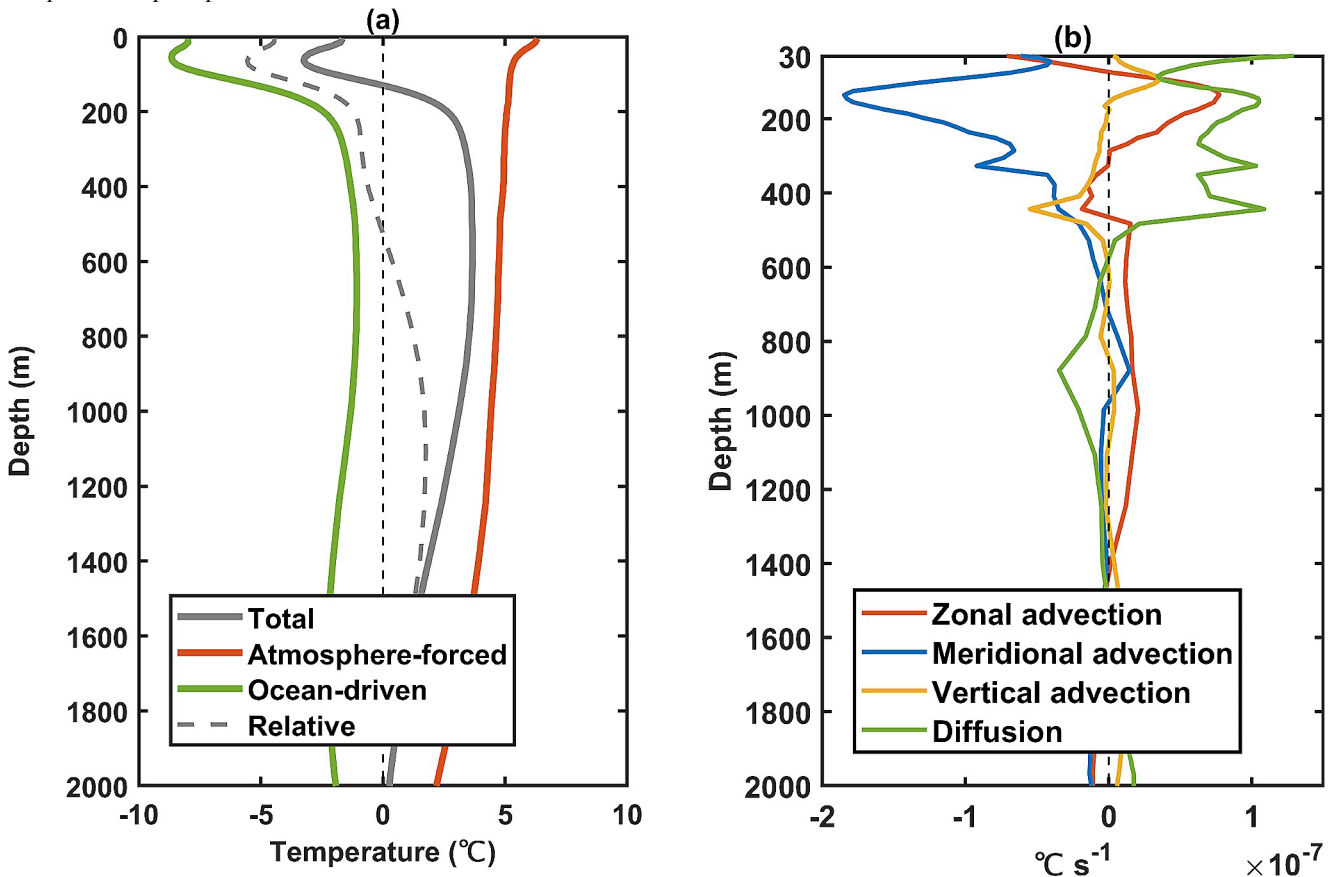 (a)
0
200
400
600
800
1000
1200
1400
1600
1800
2000
Depth (m)
-10 -5 0 5 10
Temperature (℃)
Total
Atmosphere-forced
Ocean-driven
Relative
(b)
30
200
400
600
800
1000
1200
1400
1600
1800
2000
Depth (m)
-2 -1 0 1
℃ s⁻¹ ×10⁻⁷
Zonal advection
Meridional advection
Vertical advection
Diffusion